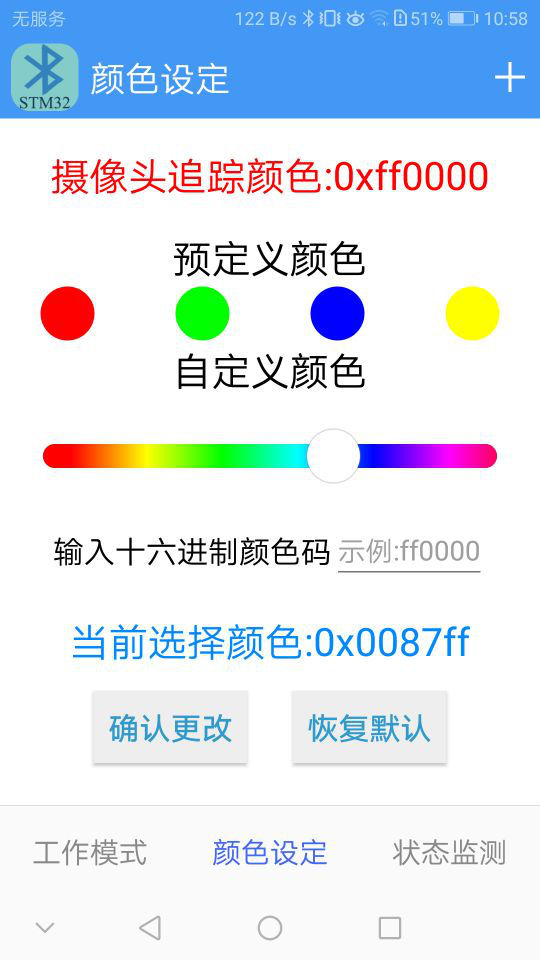 无服务 122 B/s 51% 10:58
STM32 颜色设定
摄像头追踪颜色:0xff0000
预定义颜色
自定义颜色
输入十六进制颜色码 示例:ff0000
当前选择颜色:0x0087ff
确认更改 恢复默认
工作模式 颜色设定 状态监测